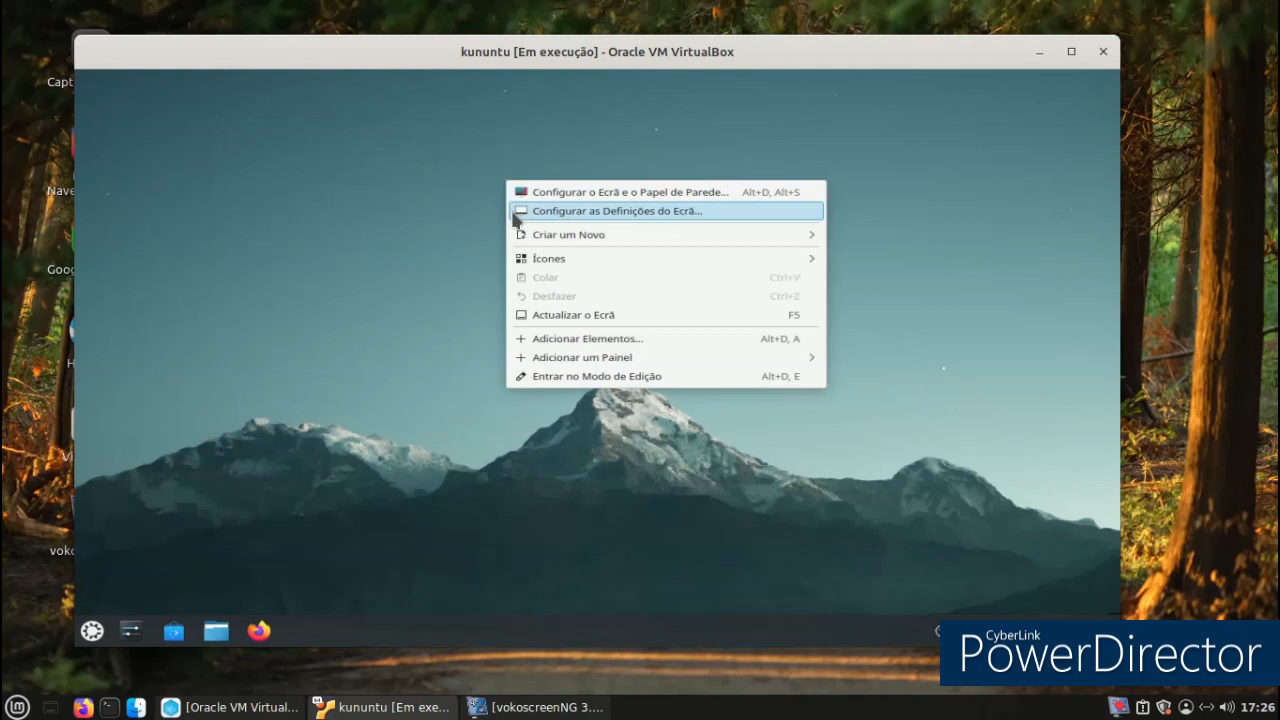 kununtu [Em execução] - Oracle VM VirtualBox
Capt
Nave
Goog
H
Vi
voko
Configurar o Ecrã e o Papel de Parede... Alt+D, Alt+S
Configurar as Definições do Ecrã...
Criar um Novo
Ícones
Colar Ctrl+V
Desfazer Ctrl+Z
Actualizar o Ecrã F5
Adicionar Elementos... Alt+D, A
Adicionar um Painel
Entrar no Modo de Edição Alt+D, E
CyberLink
PowerDirector
[Oracle VM Virtual...
kununtu [Em exe...
[vokoscreenNG 3....
17:26